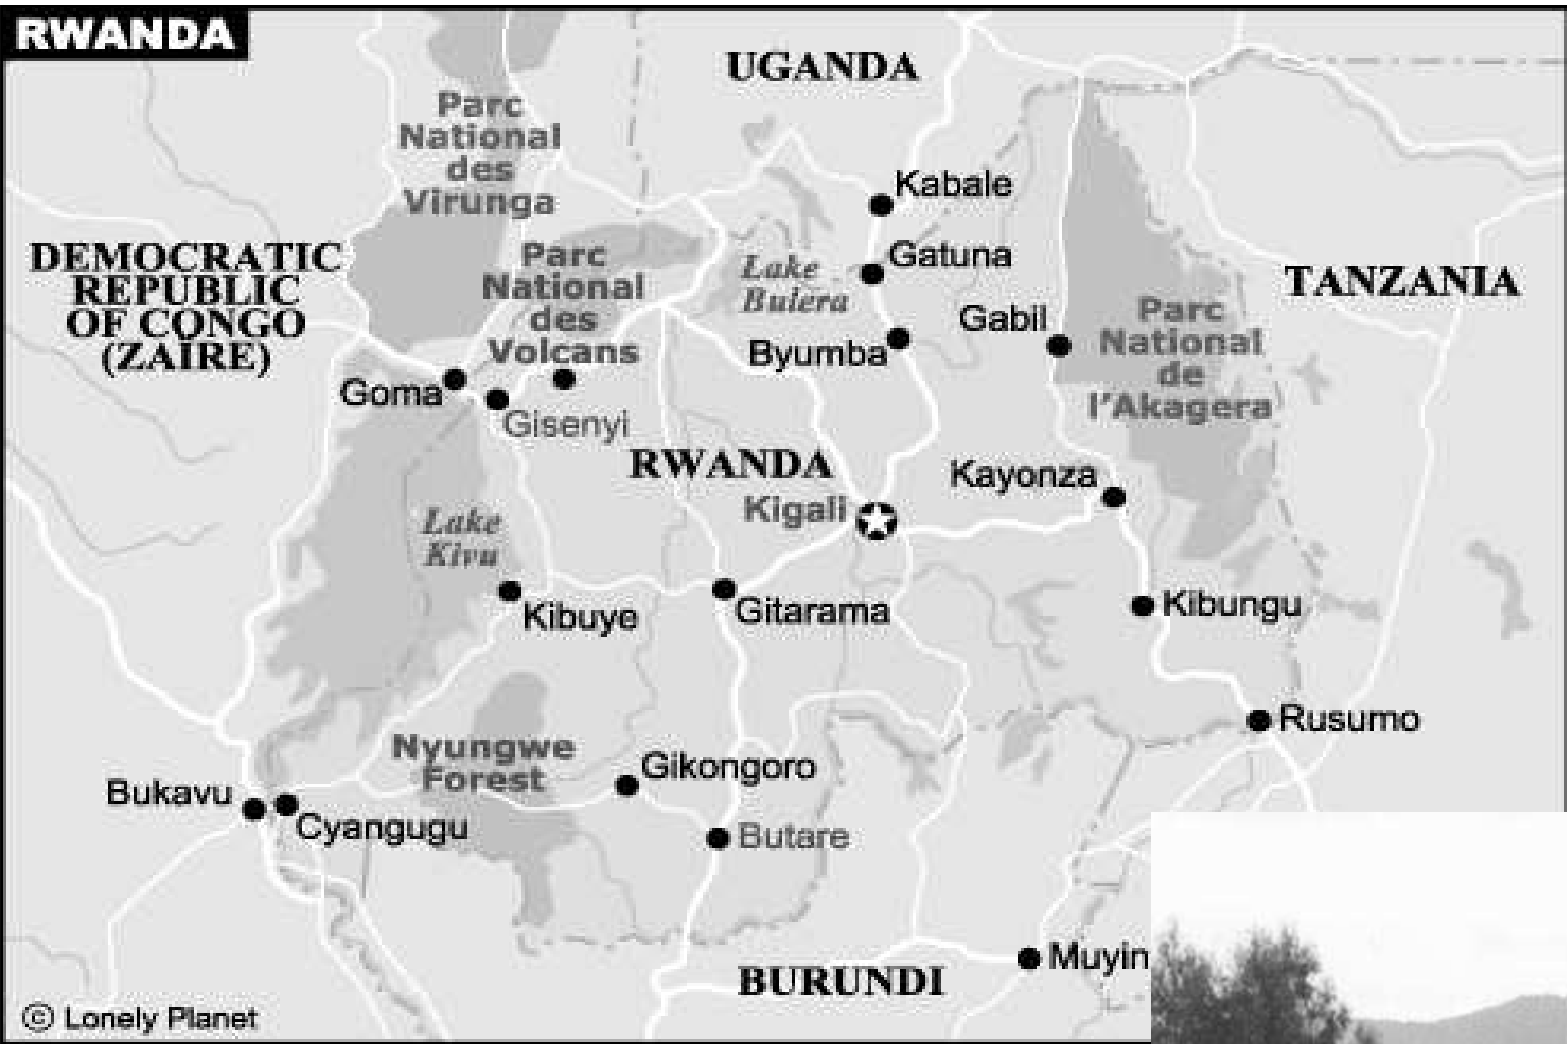 RWANDA
UGANDA
Parc
National
des
Virunga
Kabale
DEMOCRATIC
REPUBLIC
OF CONGO
(ZAÏRE)
Parc
National
des
Volcans
Lake
Bulera
Gatuna
TANZANIA
Gabil
Parc
National
de
l'Akagera
Byumba
Goma
Gisenyi
RWANDA
Kayonza
Kigali
Lake
Kivu
Kibuye
Gitarama
Kibungu
Rusumo
Nyungwe
Forest
Gikongoro
Bukavu
Cyangugu
Butare
Muyin
BURUNDI
© Lonely Planet